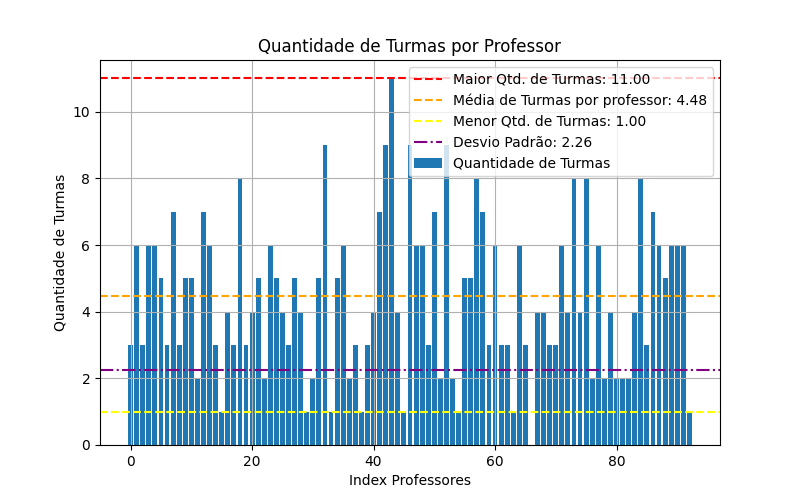 Quantidade de Turmas por Professor
Maior Qtd. de Turmas: 11.00
Média de Turmas por professor: 4.48
Menor Qtd. de Turmas: 1.00
Desvio Padrão: 2.26
Quantidade de Turmas
Quantidade de Turmas
10
8
6
4
2
0
0 20 40 60 80
Index Professores